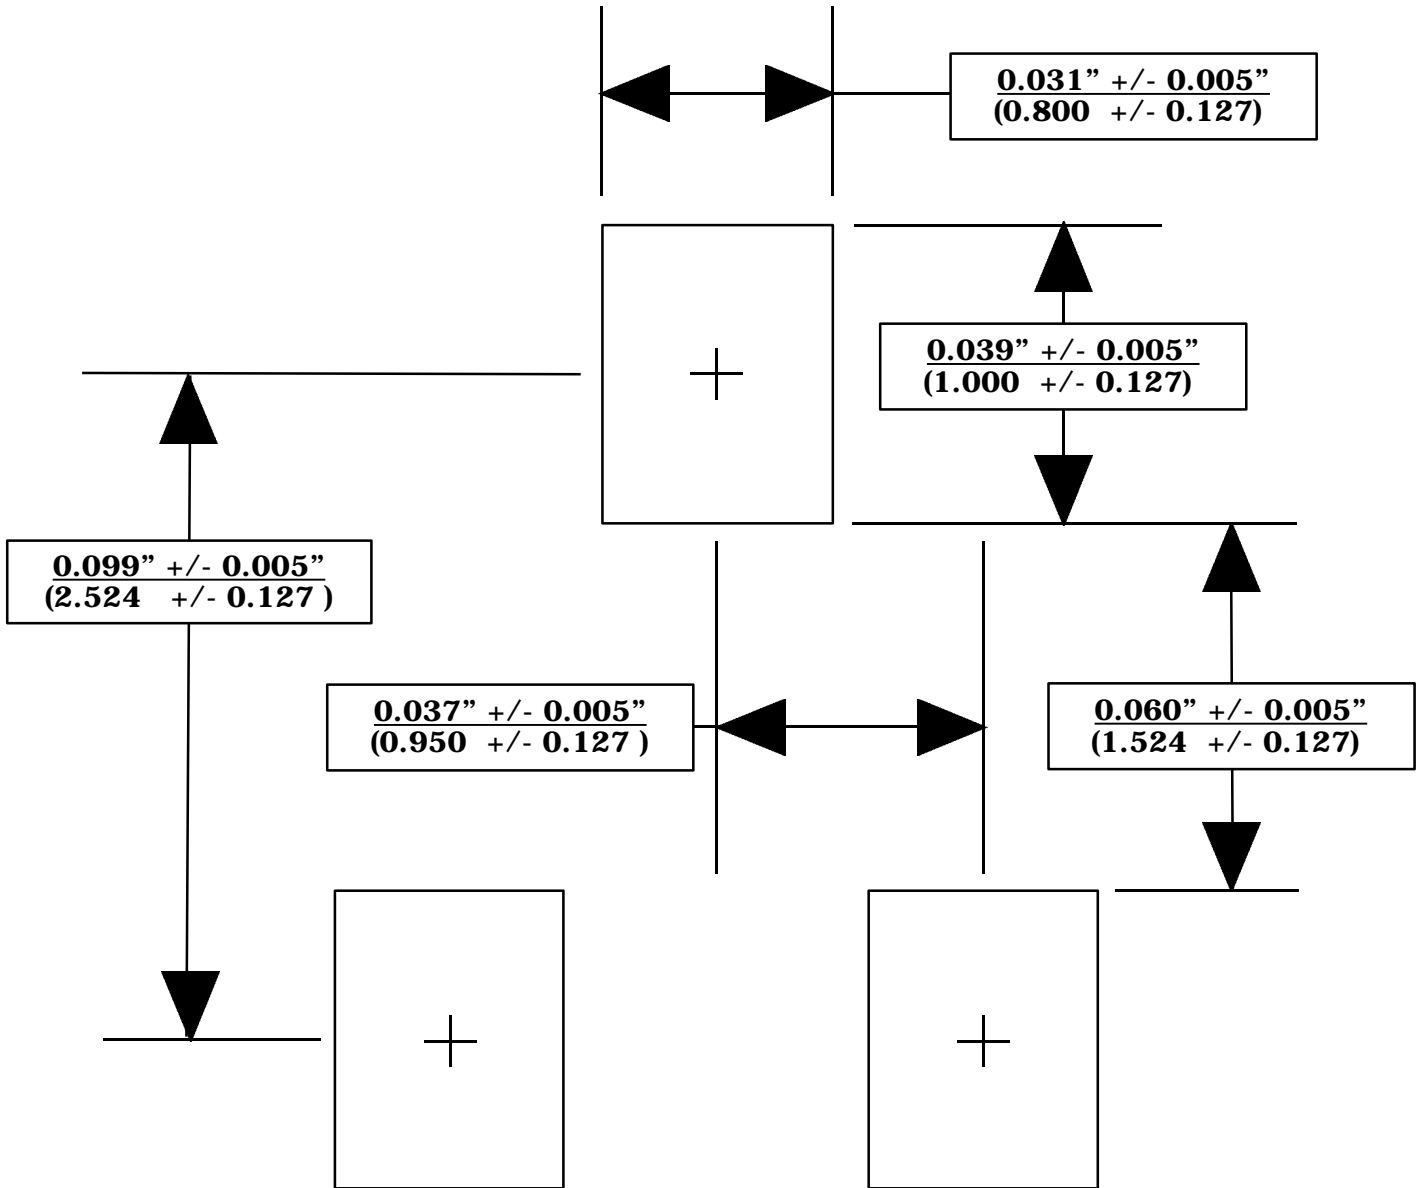 0.031” +/- 0.005”
(0.800 +/- 0.127)
0.039” +/- 0.005”
(1.000 +/- 0.127)
0.099” +/- 0.005”
(2.524 +/- 0.127 )
0.037” +/- 0.005”
(0.950 +/- 0.127 )
0.060” +/- 0.005”
(1.524 +/- 0.127)